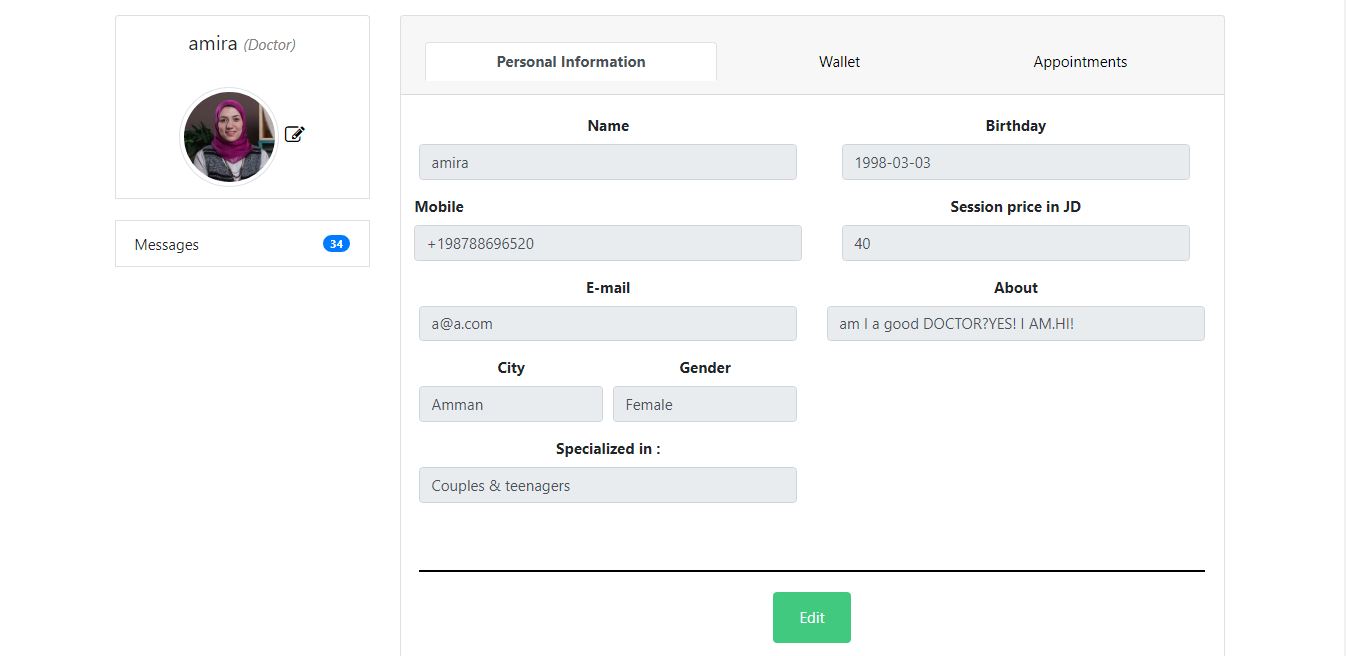 amira (Doctor)
Messages 34
Personal Information Wallet Appointments
Name Birthday
amira 1998-03-03
Mobile Session price in JD
+198788696520 40
E-mail About
a@a.com am I a good DOCTOR?YES! I AM.HI!
City Gender
Amman Female
Specialized in :
Couples & teenagers
Edit